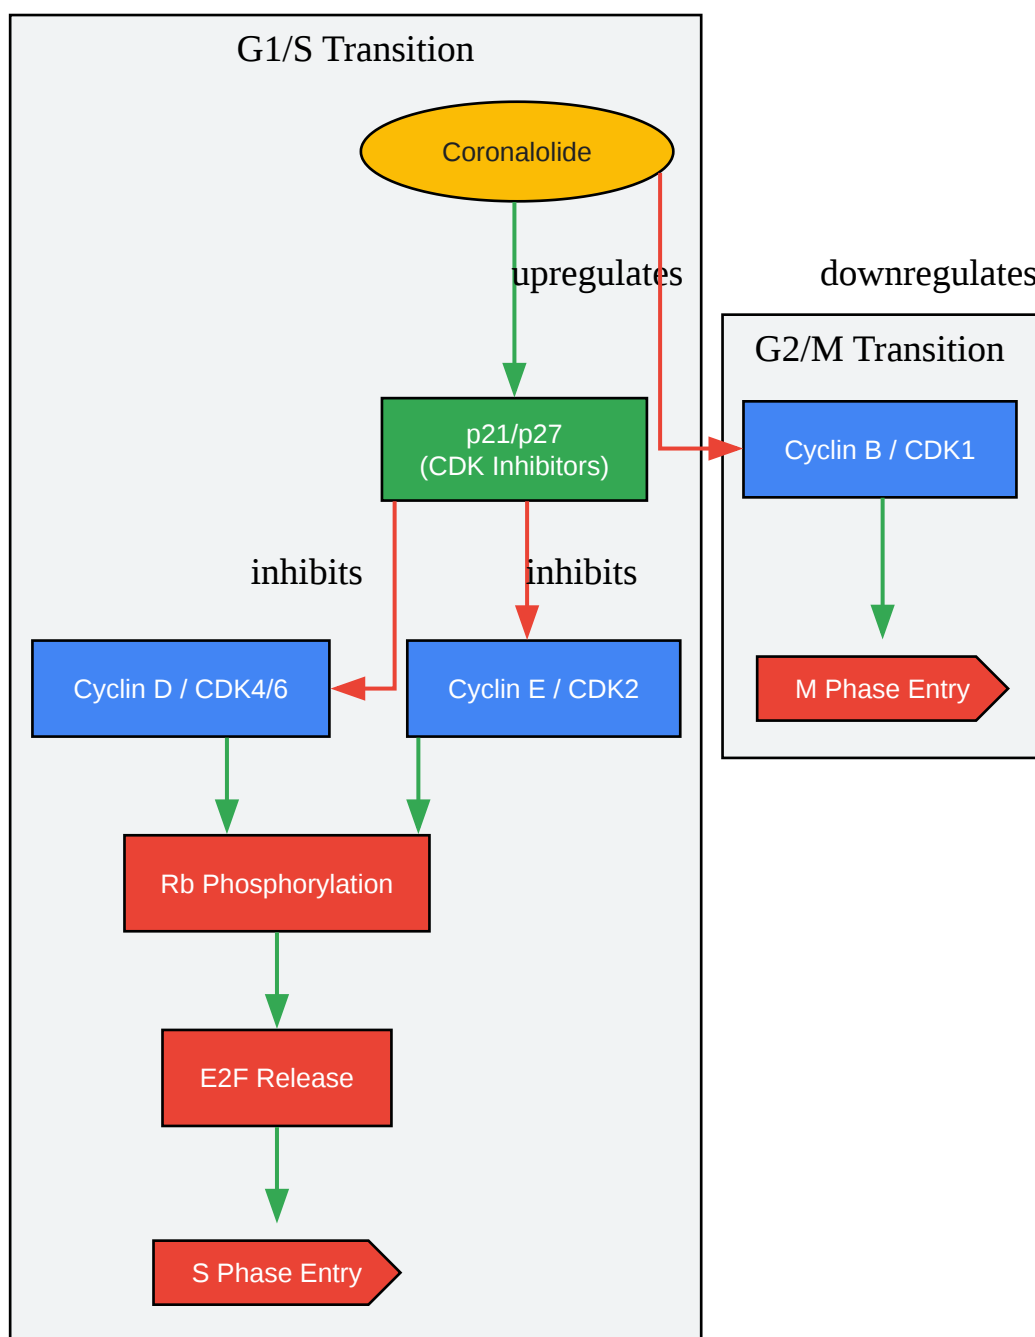 G1/S Transition
Coronalolide
upregulates
downregulates
G2/M Transition
p21/p27
(CDK Inhibitors)
Cyclin B / CDK1
inhibits
inhibits
Cyclin D / CDK4/6
Cyclin E / CDK2
M Phase Entry
Rb Phosphorylation
E2F Release
S Phase Entry